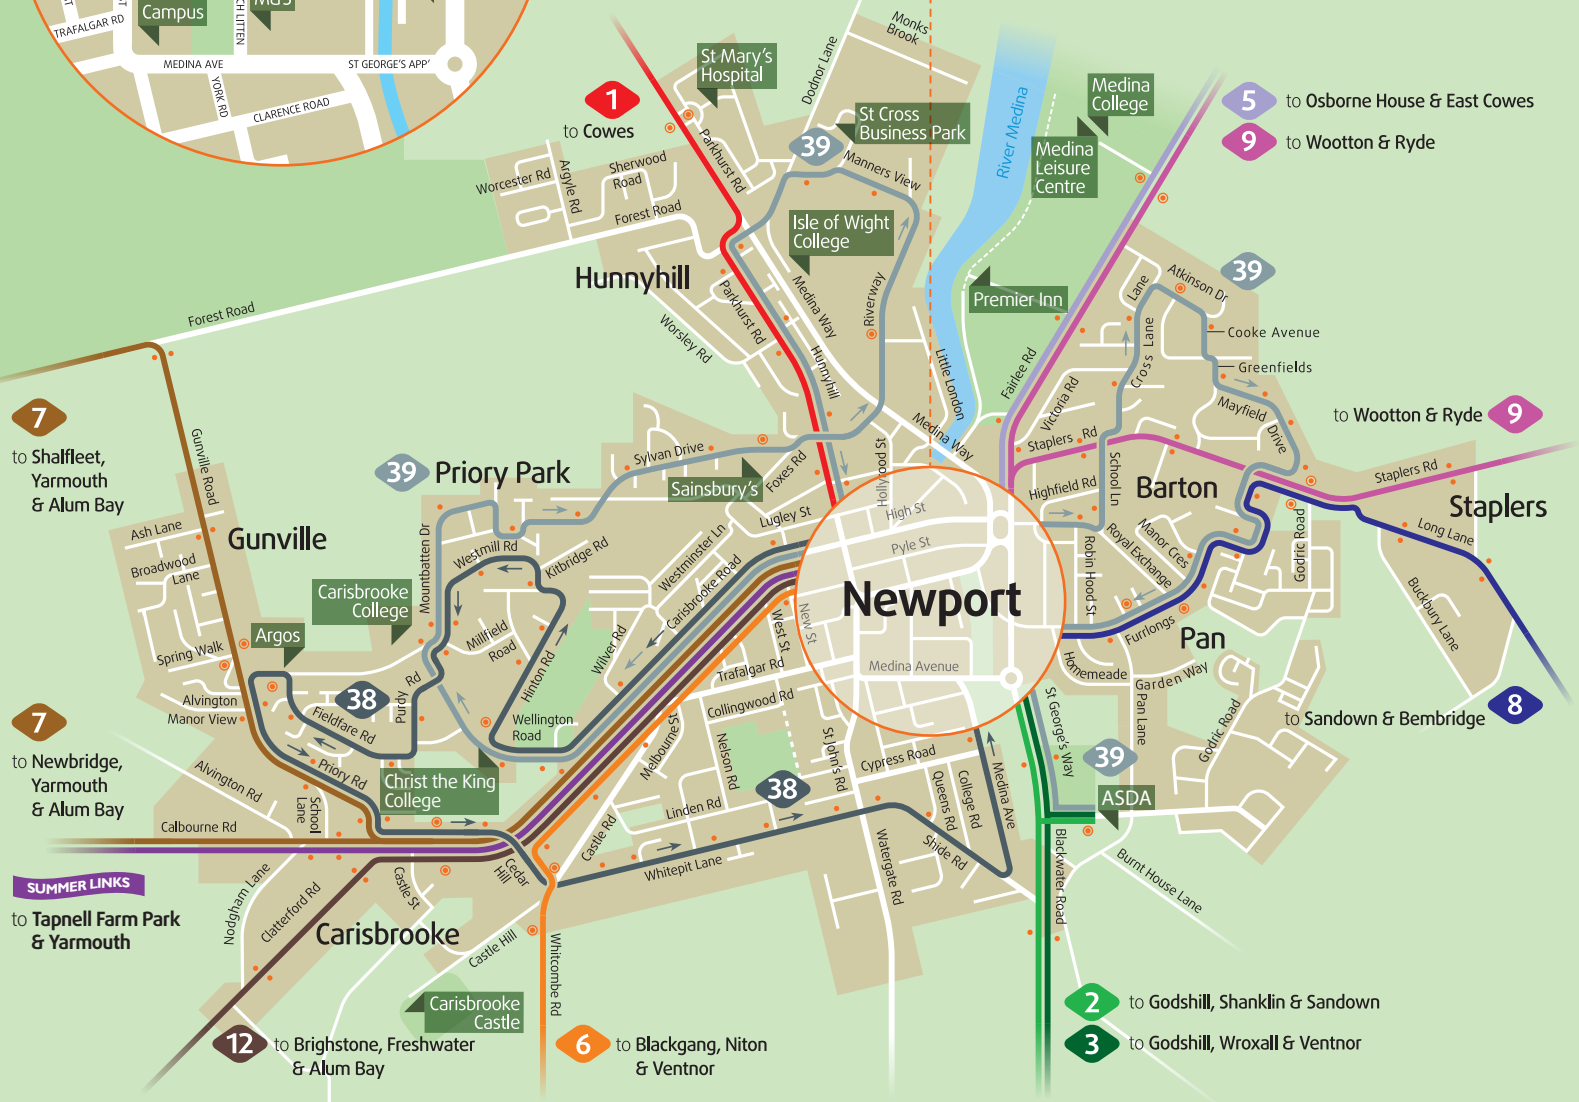 Campus
TRAFALGAR RD
CH LITTEN
MEDINA AVE
ST GEORGE'S APP'
YORK RD
CLARENCE ROAD
Monks
Brook
St Mary's
Hospital
Dodnor Lane
1
to Cowes
Parkhurst Rd
39
St Cross
Business Park
Manners View
River Medina
Medina
College
Medina
Leisure
Centre
5
to Osborne House & East Cowes
9
to Wootton & Ryde
Worcester Rd
Argyle Rd
Sherwood
Road
Forest Road
Isle of Wight
College
Hunnyhill
Parkhurst Rd
Worsley Rd
Medina Way
Hunnyhill
Riverway
Premier Inn
Little London
Fairlee Rd
Lane
Atkinson Dr
39
Cooke Avenue
Greenfields
Cross Lane
Mayfield Drive
Victoria Rd
Forest Road
7
to Shalfleet,
Yarmouth
& Alum Bay
Gunville Road
39
Priory Park
Sylvan Drive
Sainsbury's
Foxes Rd
Hollyrood St
Medina Way
Staplers Rd
School Ln
Highfield Rd
Barton
to Wootton & Ryde
9
Staplers Rd
Staplers
Long Lane
Buckbury Lane
Ash Lane
Broadwood
Lane
Gunville
Mountbatten Dr
Westmill Rd
Kitbridge Rd
Westminster Ln
Lugley St
High St
Pyle St
Carisbrooke Road
Newport
New St
West St
Medina Avenue
Robin Hood St
Royal Exchange
Manor Cres
Godric Road
Furrlongs
Pan
Homemeade
Garden Way
Pan Lane
Godric Road
Carisbrooke
College
Argos
Spring Walk
Alvington
Manor View
38
Fieldfare Rd
Purdy
Rd
Millfield
Road
Hinton Rd
Wilver Rd
Wellington
Road
Trafalgar Rd
Collingwood Rd
Melbourne St
Nelson Rd
St John's Rd
Cypress Road
Queens Rd
College Rd
Medina Ave
St George's Way
39
ASDA
8
to Sandown & Bembridge
7
to Newbridge,
Yarmouth
& Alum Bay
Alvington Rd
Priory Rd
School
Lane
Calbourne Rd
Christ the King
College
38
Linden Rd
Castle Rd
Whitepit Lane
Shide Rd
Watergate Rd
Blackwater Road
Burnt House Lane
SUMMER LINKS
to Tapnell Farm Park
& Yarmouth
Nodgham Lane
Clatterford Rd
Castle St
Cedar
Hill
Carisbrooke
Castle Hill
Whitcombe Rd
Carisbrooke
Castle
12
to Brighstone, Freshwater
& Alum Bay
6
to Blackgang, Niton
& Ventnor
2
to Godshill, Shanklin & Sandown
3
to Godshill, Wroxall & Ventnor